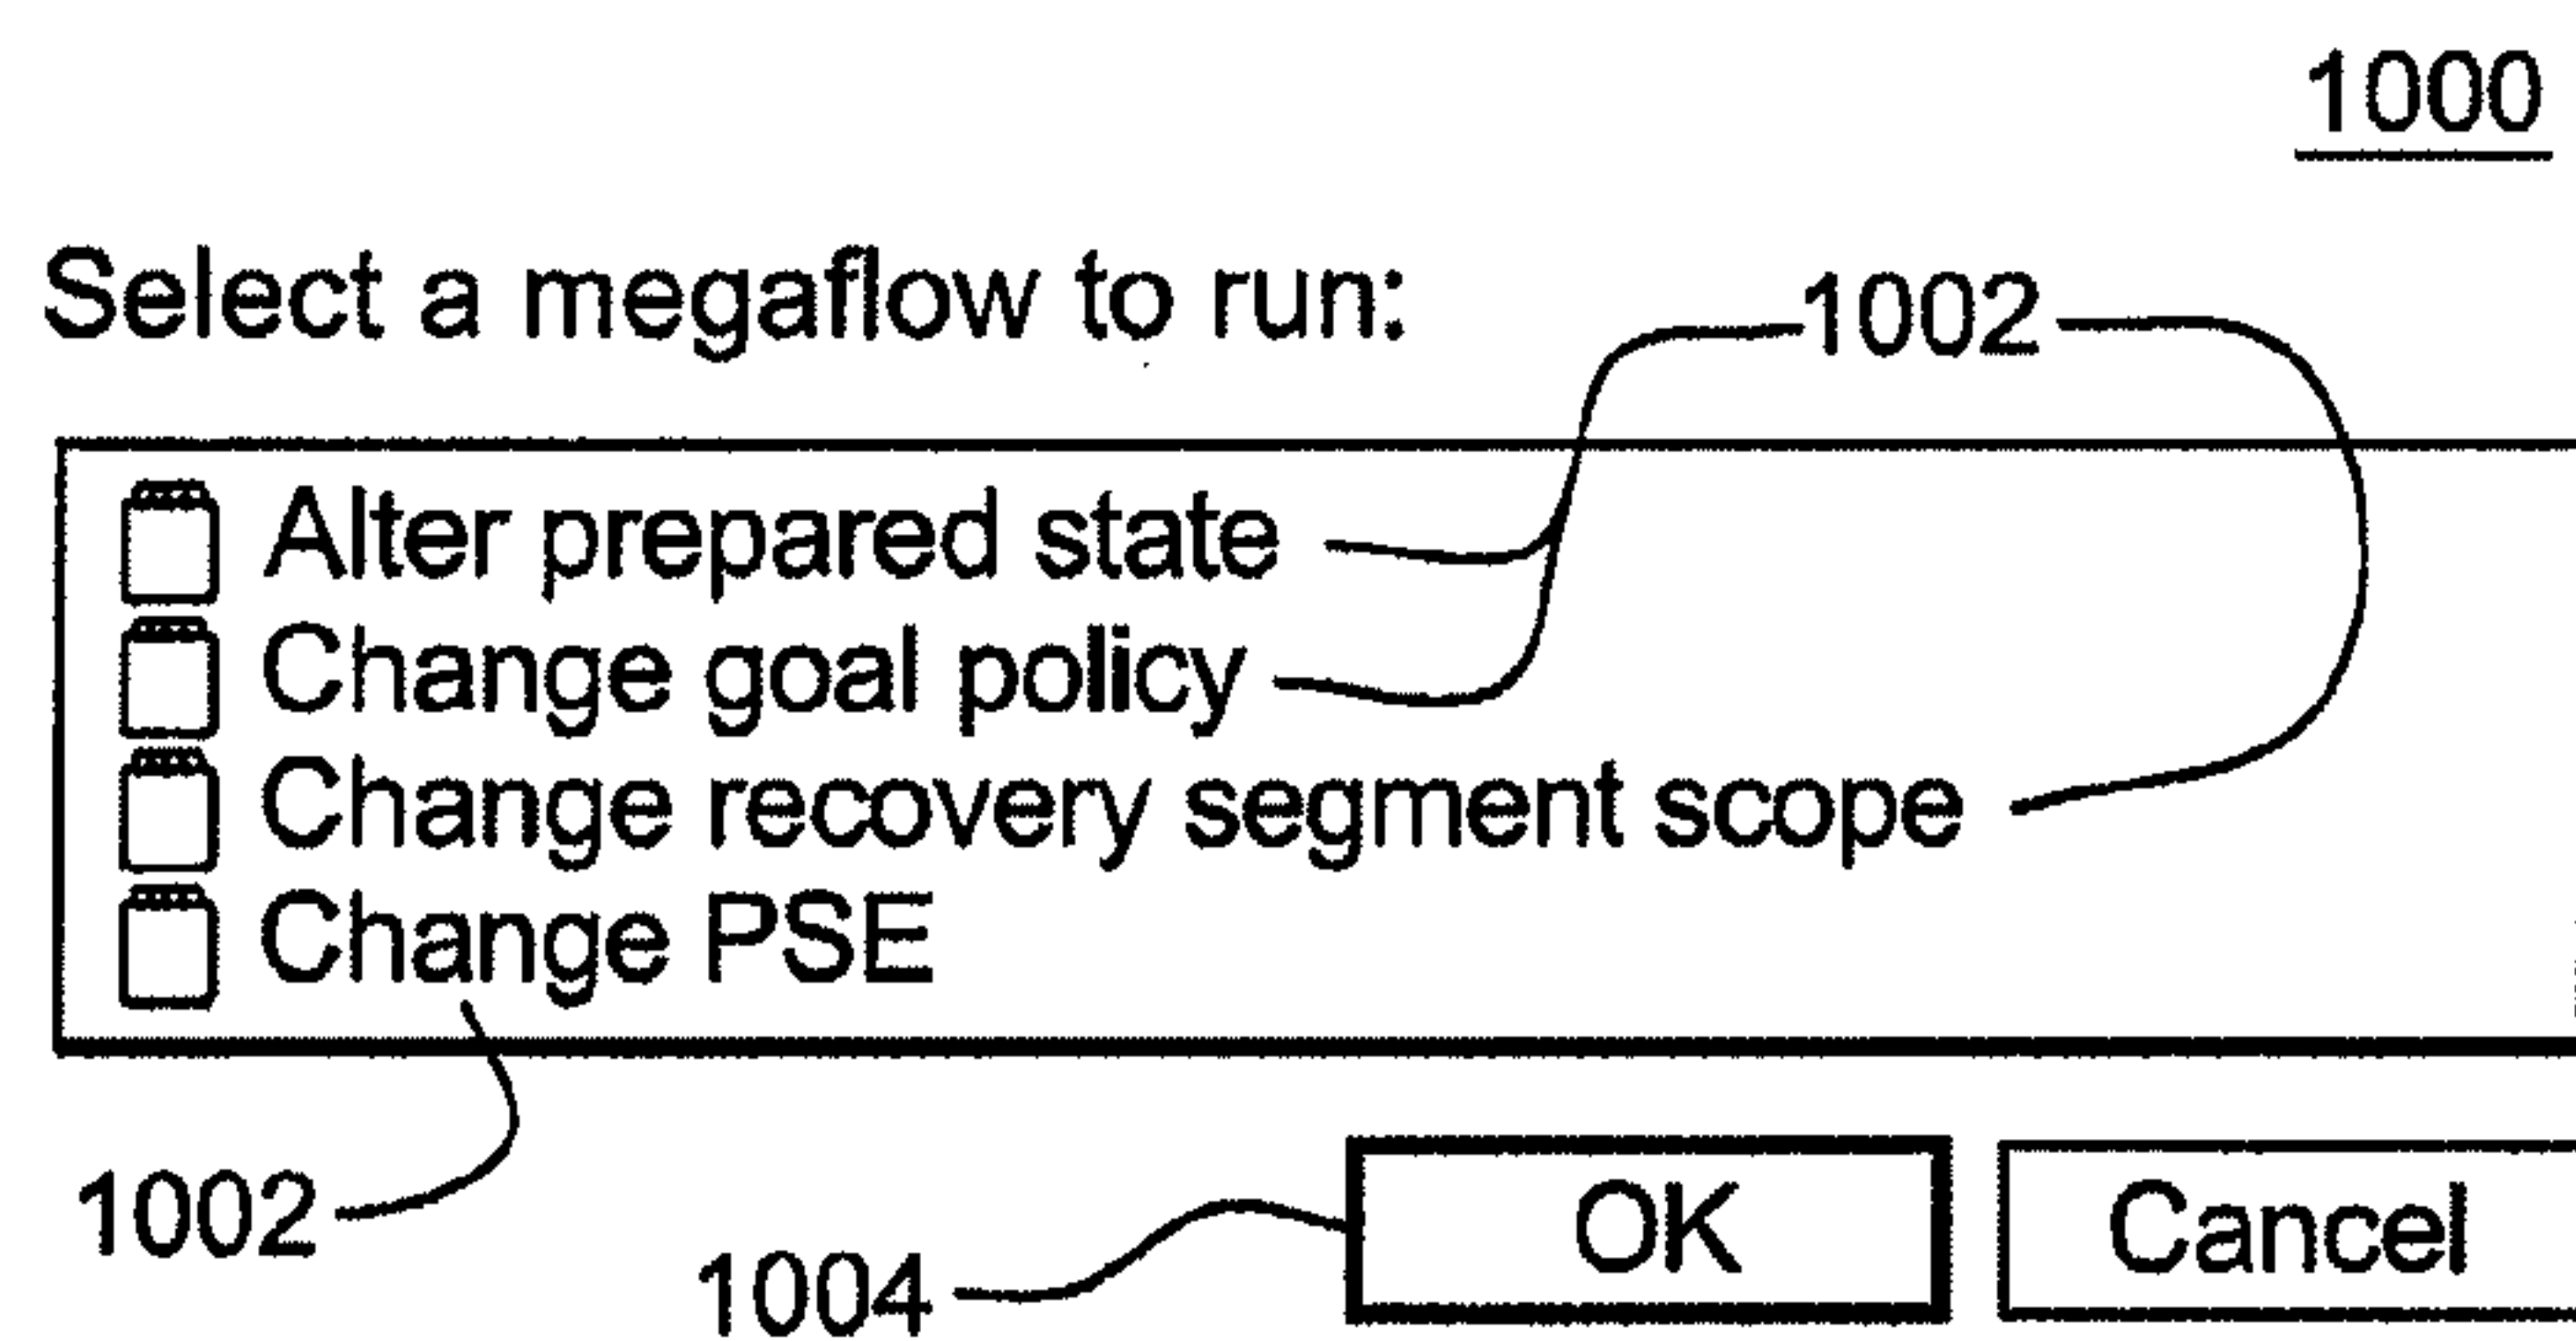 1000
Select a megaflow to run:
1002
Alter prepared state
Change goal policy
Change recovery segment scope
Change PSE
1002
OK
Cancel
1004